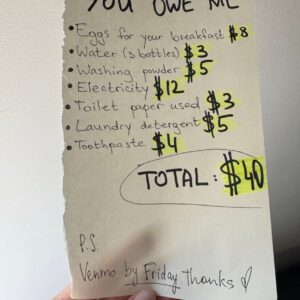 YOU OWE ME
• Eggs for your breakfast $8
• Water (3 bottles) $3
• Washing powder $5
• Electricity $12
• Toilet paper used $3
• Laundry detergent $5
• Toothpaste $4
TOTAL: $40
P.S
Venmo by Friday thanks ♡